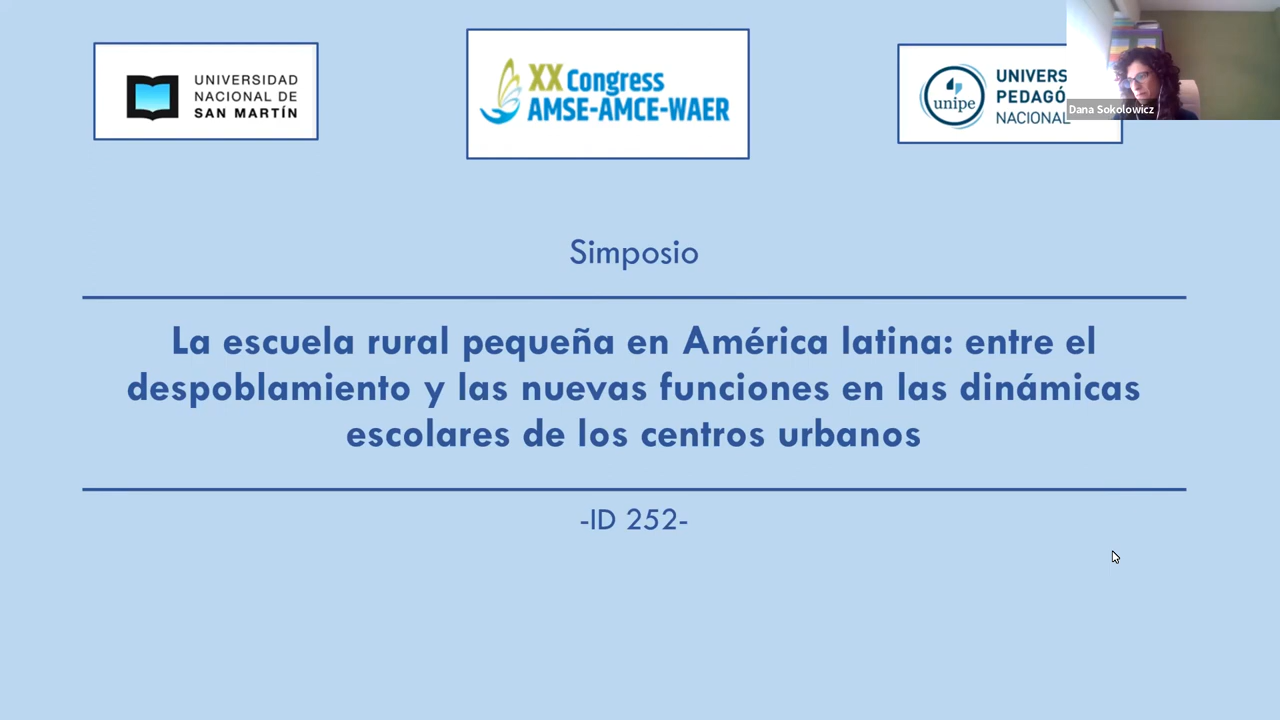 UNIVERSIDAD
NACIONAL DE
SAN MARTÍN
XX Congress
AMSE-AMCE-WAER
unipe
UNIVERS
PEDAGÓ
NACIONAL
Dana Sokolowicz
Simposio
La escuela rural pequeña en América latina: entre el
despoblamiento y las nuevas funciones en las dinámicas
escolares de los centros urbanos
-ID 252-